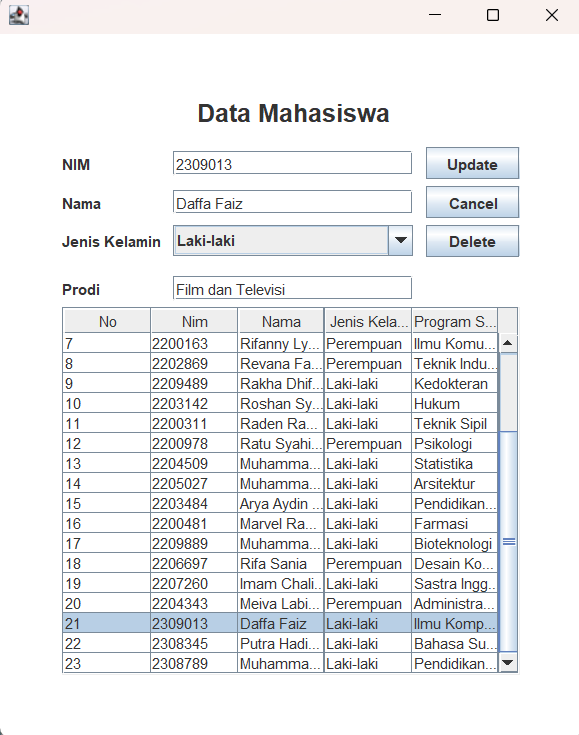 Data Mahasiswa
NIM 2309013 Update
Nama Daffa Faiz Cancel
Jenis Kelamin Laki-laki Delete
Prodi Film dan Televisi
No Nim Nama Jenis Kela... Program S...
7 2200163 Rifanny Ly... Perempuan Ilmu Komu...
8 2202869 Revana Fa... Perempuan Teknik Indu...
9 2209489 Rakha Dhif... Laki-laki Kedokteran
10 2203142 Roshan Sy... Laki-laki Hukum
11 2200311 Raden Ra... Laki-laki Teknik Sipil
12 2200978 Ratu Syahi... Perempuan Psikologi
13 2204509 Muhamma... Laki-laki Statistika
14 2205027 Muhamma... Laki-laki Arsitektur
15 2203484 Arya Aydin ... Laki-laki Pendidikan...
16 2200481 Marvel Ra... Laki-laki Farmasi
17 2209889 Muhamma... Laki-laki Bioteknologi
18 2206697 Rifa Sania Perempuan Desain Ko...
19 2207260 Imam Chali... Laki-laki Sastra Ingg...
20 2204343 Meiva Labi... Perempuan Administra...
21 2309013 Daffa Faiz Laki-laki Ilmu Komp...
22 2308345 Putra Hadi... Laki-laki Bahasa Su...
23 2308789 Muhamma... Laki-laki Pendidikan...